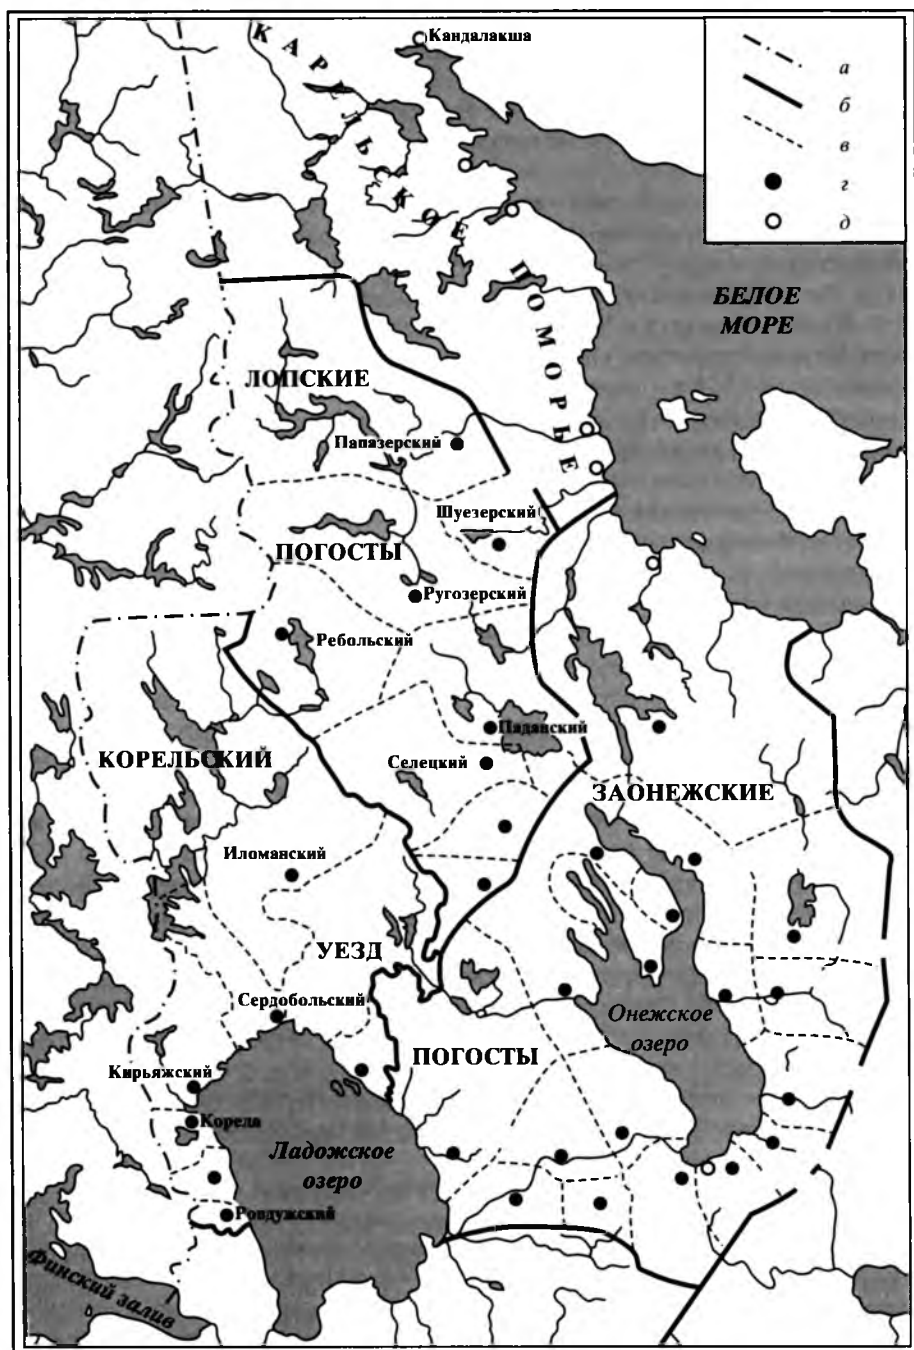 Кандалакша
КАРЕЛЬСКОЕ ПОМОРЬЕ
а
б
в
г
д
БЕЛОЕ
МОРЕ
ЛОПСКИЕ
Папазерский
Шуезерский
ПОГОСТЫ
Ругозерский
Ребольский
Паданский
КОРЕЛЬСКИЙ
Селецкий
ЗАОНЕЖСКИЕ
Иломанский
УЕЗД
Сердобольский
Онежское
озеро
ПОГОСТЫ
Кирьяжский
Корела
Ладожское
озеро
Ровдужский
Финский залив